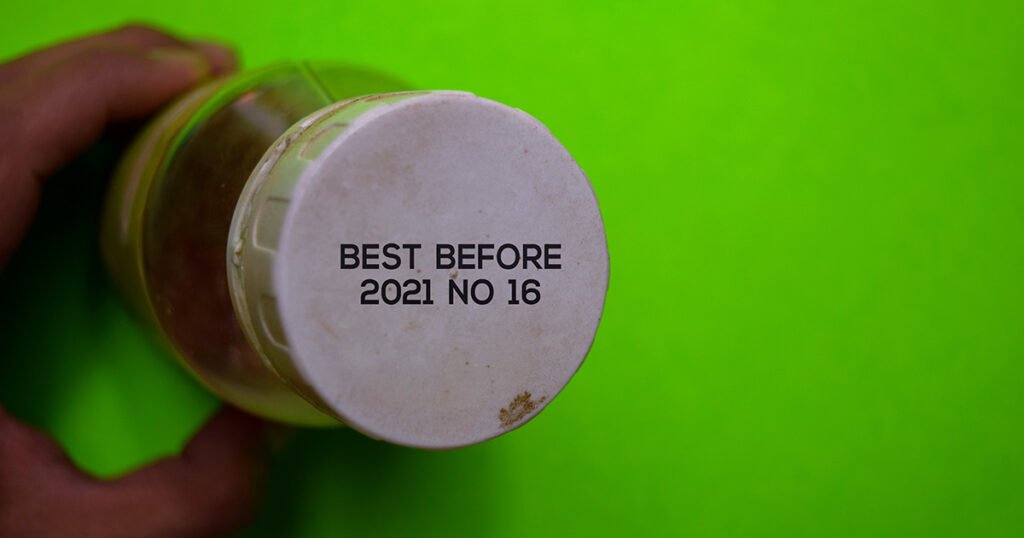 BEST BEFORE
2021 NO 16